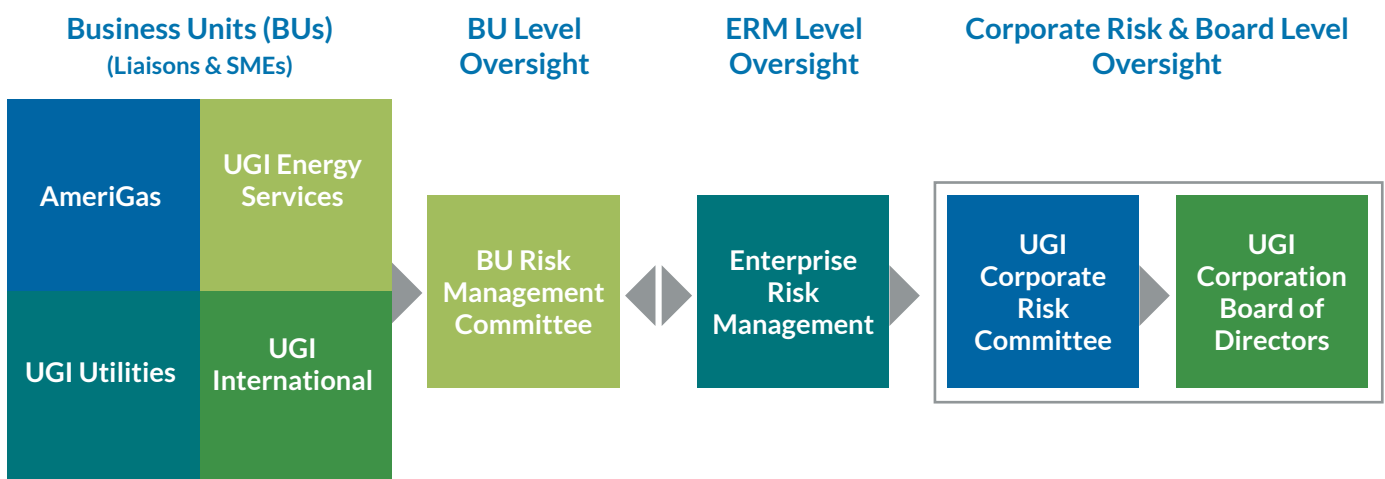 Business Units (BUs)
(Liaisons & SMEs)
BU Level
Oversight
ERM Level
Oversight
Corporate Risk & Board Level
Oversight
AmeriGas
UGI Energy
Services
UGI Utilities
UGI
International
BU Risk
Management
Committee
Enterprise
Risk
Management
UGI
Corporate
Risk
Committee
UGI
Corporation
Board of
Directors